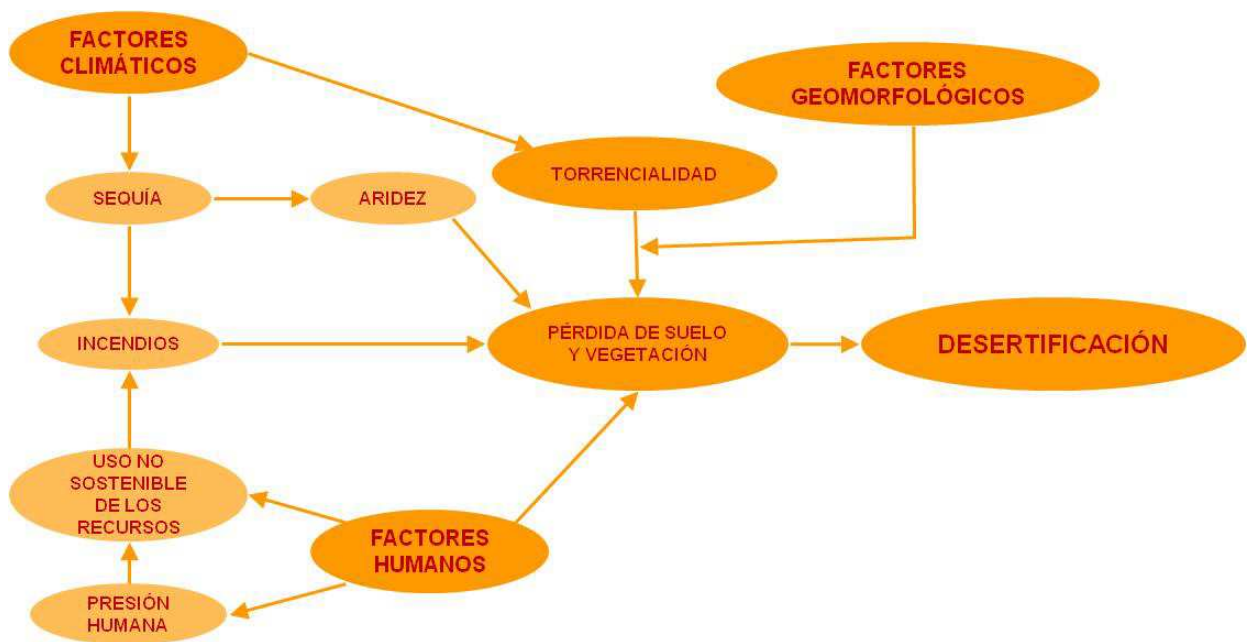 FACTORES
CLIMÁTICOS
FACTORES
GEOMORFOLÓGICOS
TORRENCIALIDAD
SEQUÍA
ARIDEZ
INCENDIOS
PÉRDIDA DE SUELO
Y VEGETACIÓN
DESERTIFICACIÓN
USO NO
SOSTENIBLE
DE LOS
RECURSOS
FACTORES
HUMANOS
PRESIÓN
HUMANA